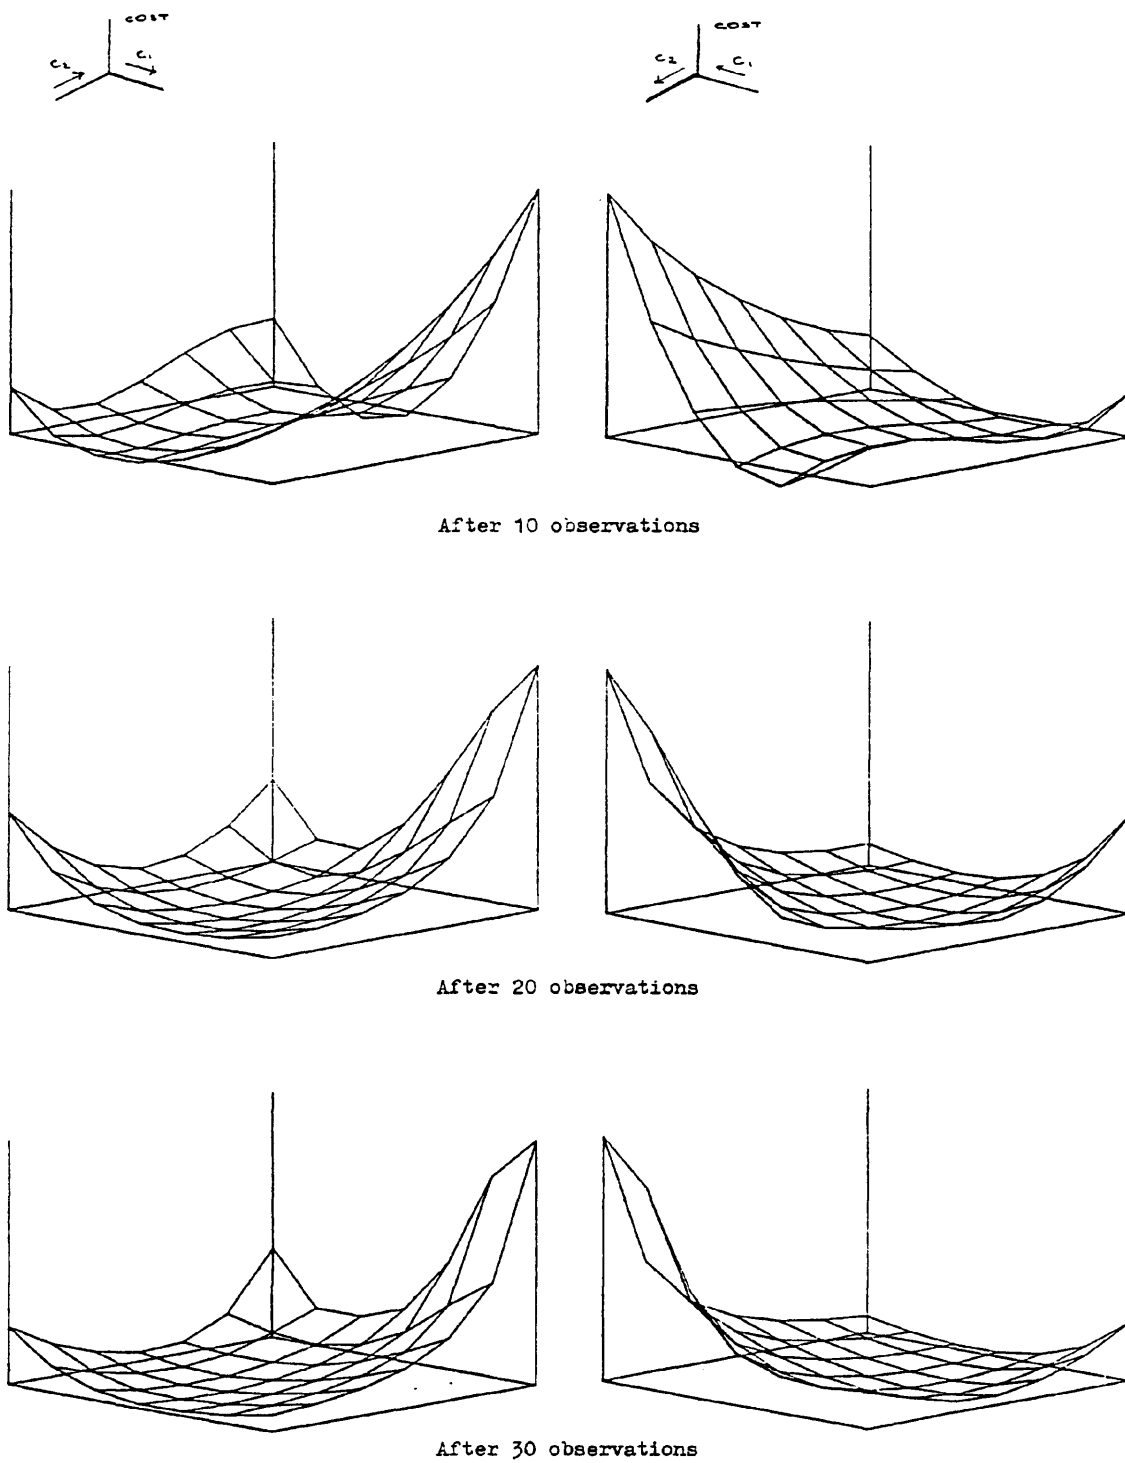 COST
C2
C1
COST
C2
C1
After 10 observations
After 20 observations
After 30 observations